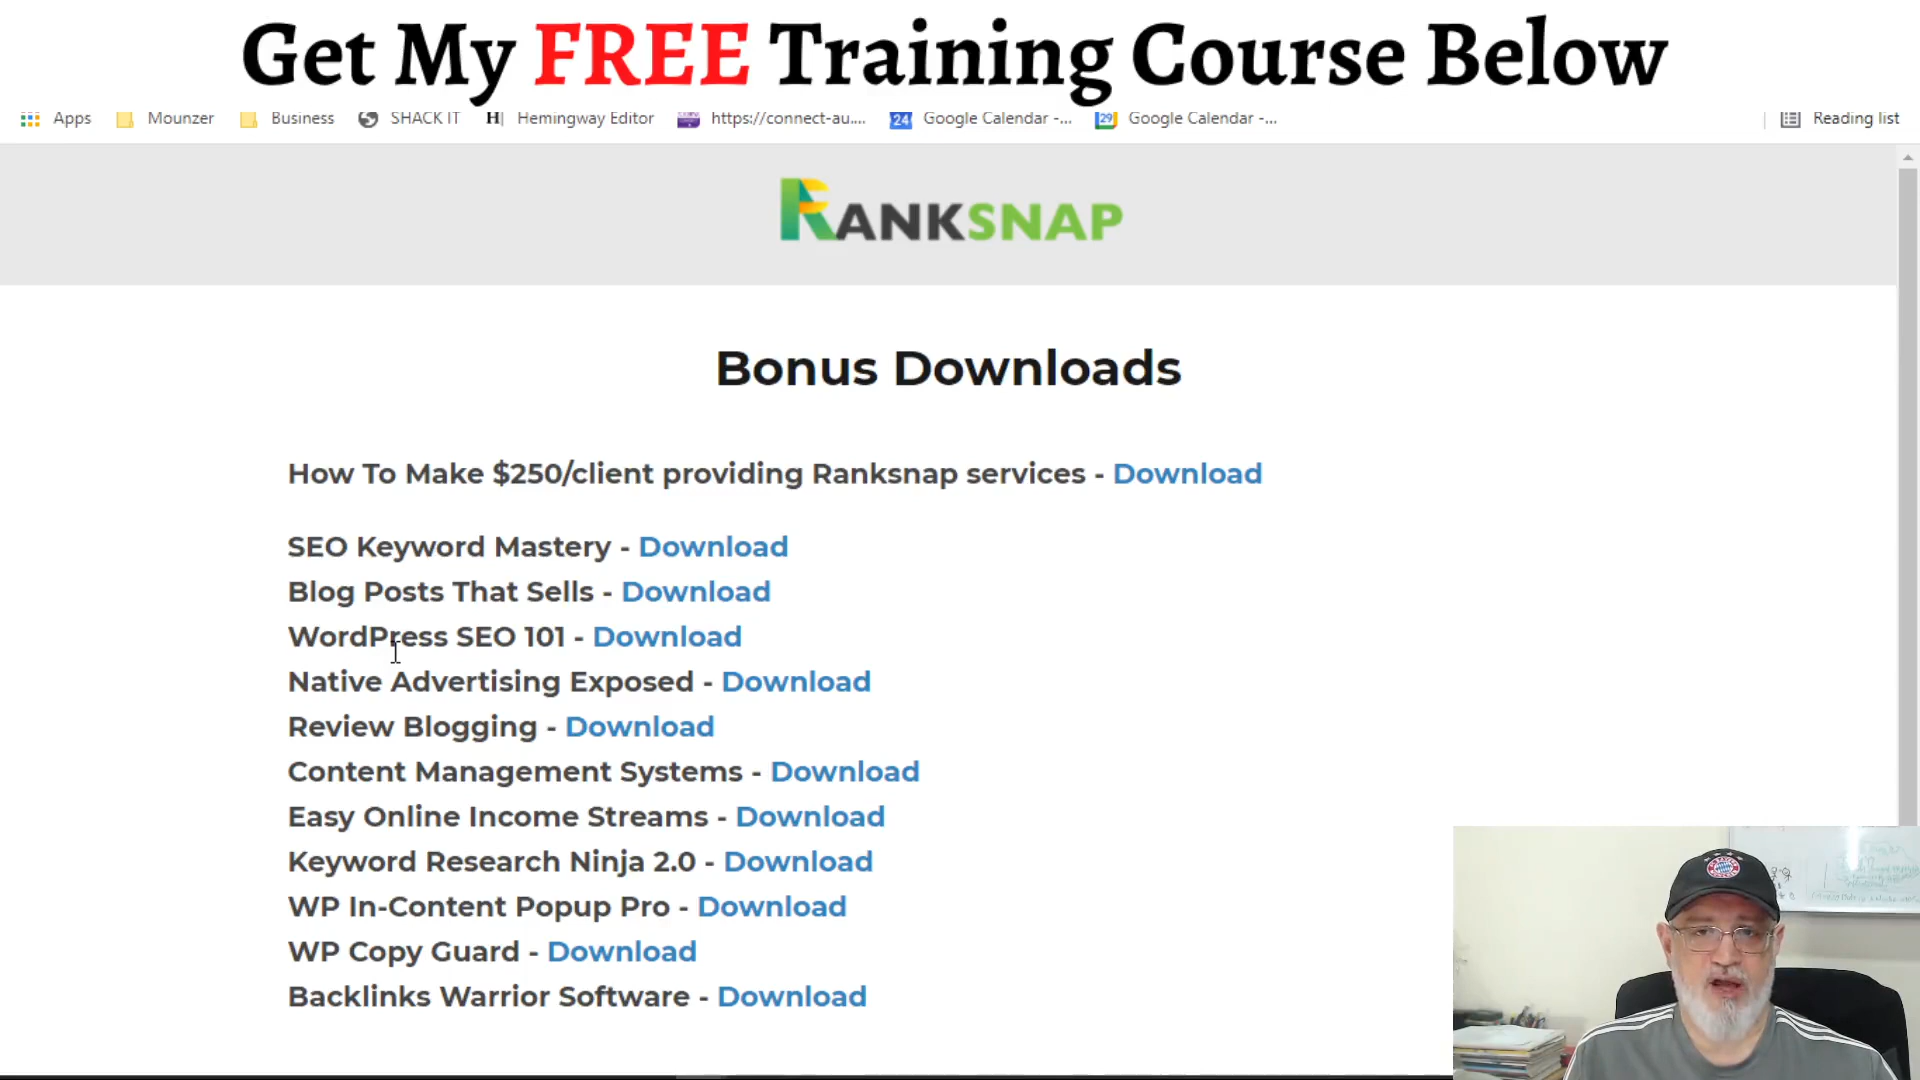 Get My FREE Training Course Below
Apps Mounzer Business SHACK IT H| Hemingway Editor https://connect-au.... 24 Google Calendar -... 29 Google Calendar -... Reading list
RANKSNAP
Bonus Downloads
How To Make $250/client providing Ranksnap services - Download
SEO Keyword Mastery - Download
Blog Posts That Sells - Download
WordPress SEO 101 - Download
Native Advertising Exposed - Download
Review Blogging - Download
Content Management Systems - Download
Easy Online Income Streams - Download
Keyword Research Ninja 2.0 - Download
WP In-Content Popup Pro - Download
WP Copy Guard - Download
Backlinks Warrior Software - Download